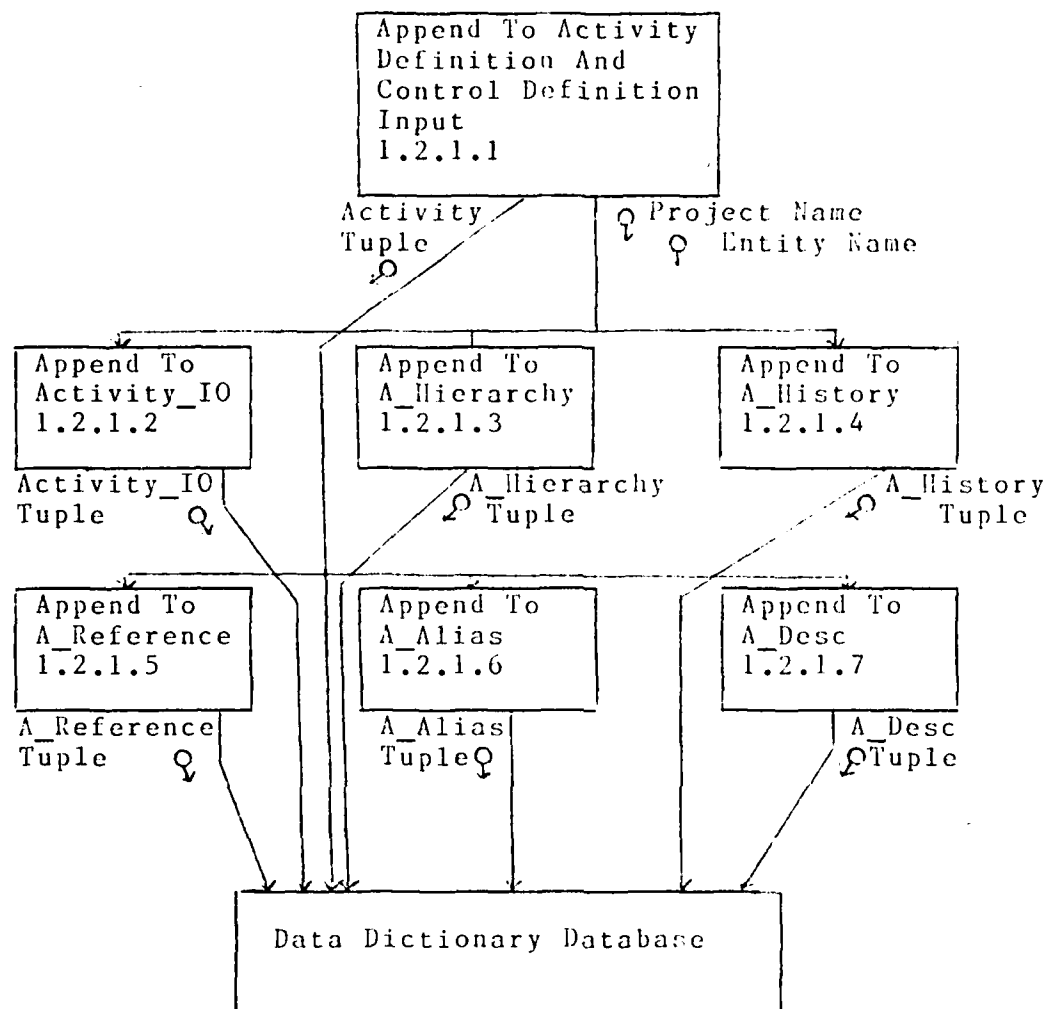 Append To Activity
Definition And
Control Definition
Input
1.2.1.1
Activity
Tuple
Project Name
Entity Name
Append To
Activity_IO
1.2.1.2
Append To
A_Hierarchy
1.2.1.3
Append To
A_History
1.2.1.4
Activity_IO
Tuple
A_Hierarchy
Tuple
A_History
Tuple
Append To
A_Reference
1.2.1.5
Append To
A_Alias
1.2.1.6
Append To
A_Desc
1.2.1.7
A_Reference
Tuple
A_Alias
Tuple
A_Desc
Tuple
Data Dictionary Database